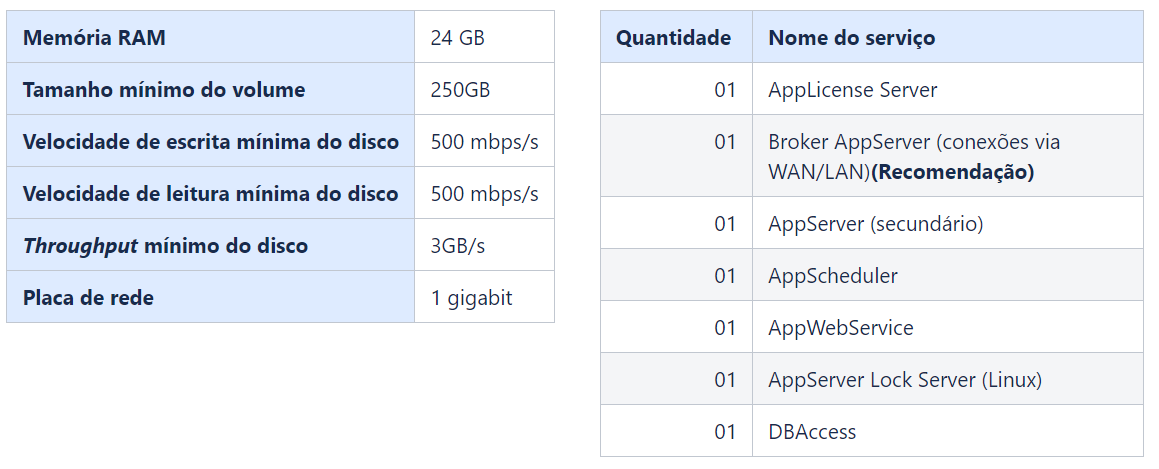 Memória RAM 24 GB
Tamanho mínimo do volume 250GB
Velocidade de escrita mínima do disco 500 mbps/s
Velocidade de leitura mínima do disco 500 mbps/s
Throughput mínimo do disco 3GB/s
Placa de rede 1 gigabit
Quantidade Nome do serviço
01 AppLicense Server
01 Broker AppServer (conexões via
WAN/LAN)(Recomendação)
01 AppServer (secundário)
01 AppScheduler
01 AppWebService
01 AppServer Lock Server (Linux)
01 DBAccess